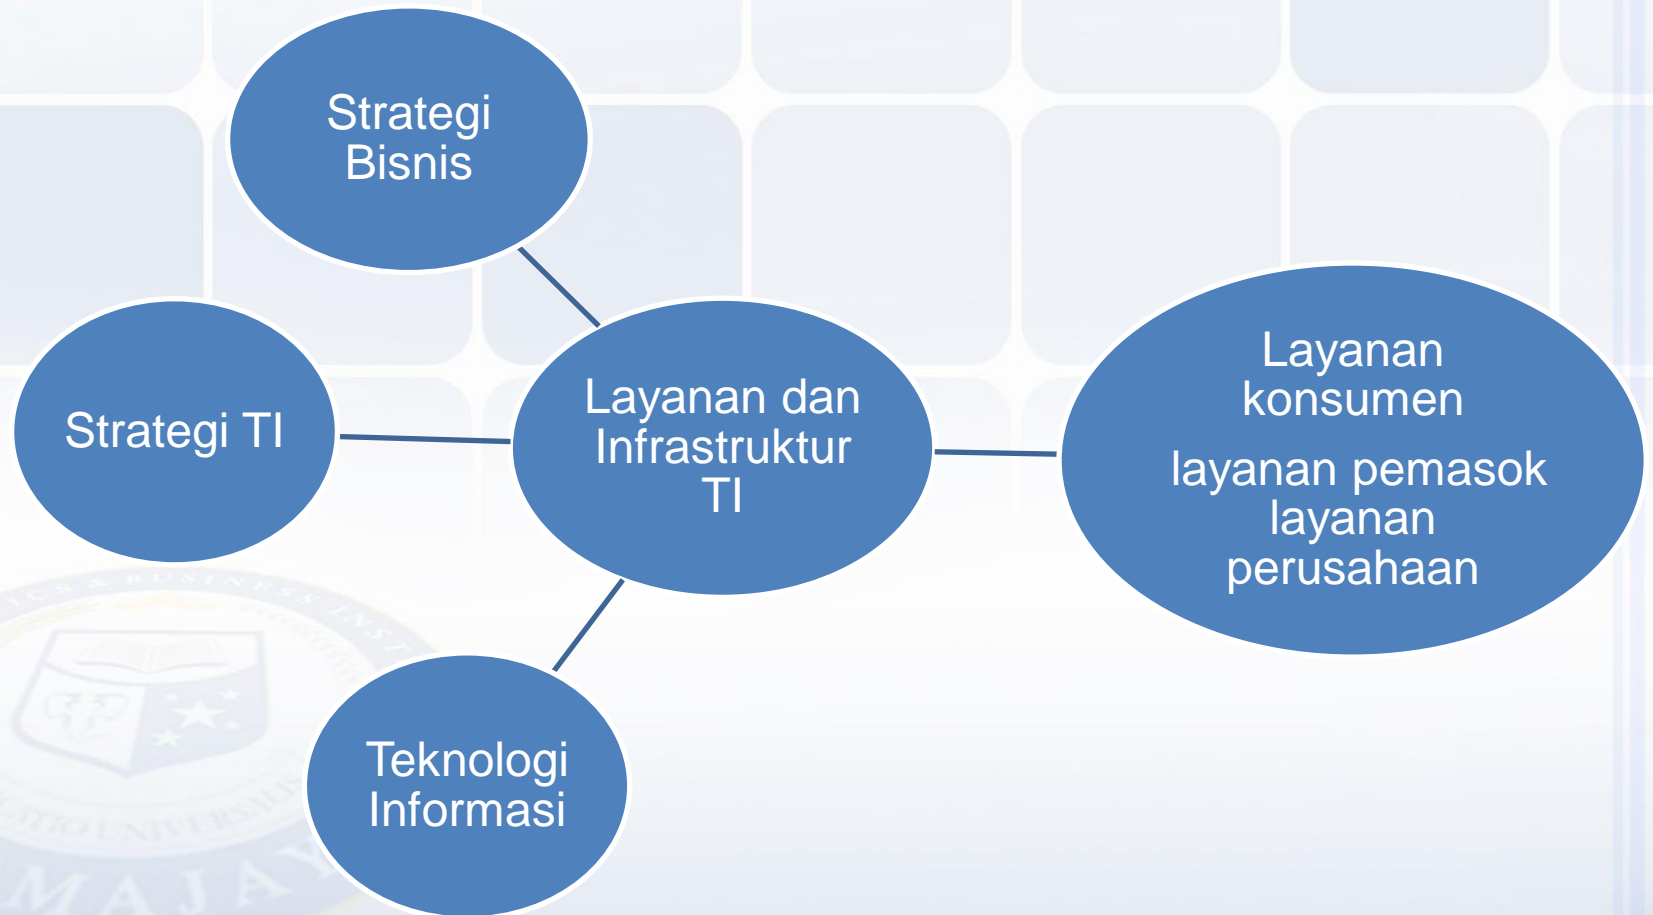 Strategi
Bisnis
Strategi TI
Layanan dan
Infrastruktur
TI
Layanan
konsumen
layanan pemasok
layanan
perusahaan
Teknologi
Informasi